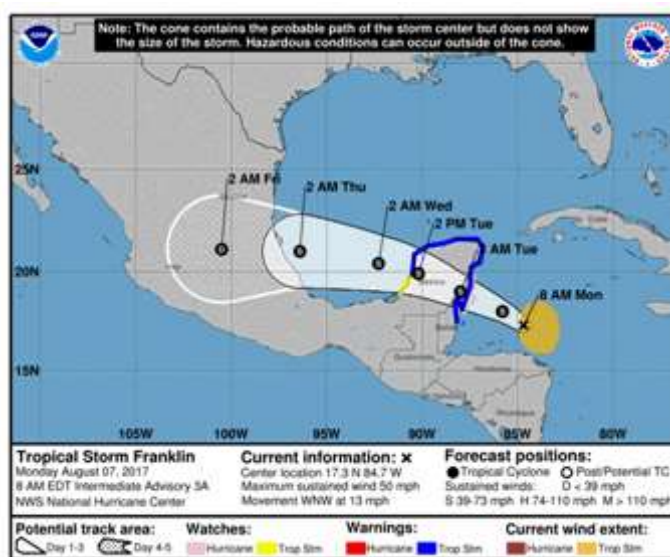 Note: The cone contains the probable path of the storm center but does not show
the size of the storm. Hazardous conditions can occur outside of the cone.
NOAA
25N
2 AM Fri
2 AM Thu
2 AM Wed
2 PM Tue
AM Tue
20N
8 AM Mon
15N
105W 100W 95W 90W 85W 80W
Tropical Storm Franklin
Monday August 07, 2017
8 AM EDT Intermediate Advisory 3A
NWS National Hurricane Center
Current information: x
Center location 17.3 N 84.7 W
Maximum sustained wind 50 mph
Movement WNW at 13 mph
Forecast positions:
Tropical Cyclone Post/Potential TC
Sustained winds: D < 39 mph
S 39-73 mph H 74-110 mph M > 110 mph
Potential track area:
Day 1-3 Day 4-5
Watches:
Hurricane Trop Stm
Warnings:
Hurricane Trop Stm
Current wind extent:
Hurricane Trop Stm